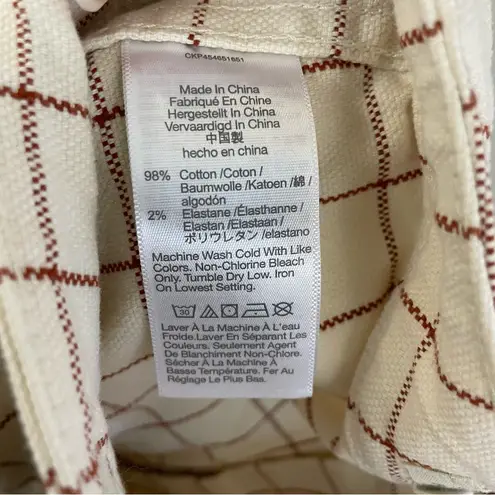 CKP454661661
Made In China
Fabriqué En Chine
Hergestellt In China
Vervaardigd In China
中国製
hecho en china
98% Cotton /Coton /
Baumwolle /Katoen /綿 /
algodón
2% Elastane /Élasthanne /
Elastan /Elastaan /
ポリウレタン /elastano
Machine Wash Cold With Like
Colors. Non-Chlorine Bleach
Only. Tumble Dry Low. Iron
On Lowest Setting.
30
Laver À La Machine À L'eau
Froide.Laver En Séparant Les
Couleurs. Seulement Agent
De Blanchiment Non-Chlore.
Sécher À La Machine À
Basse Température. Fer Au
Réglage Le Plus Bas.